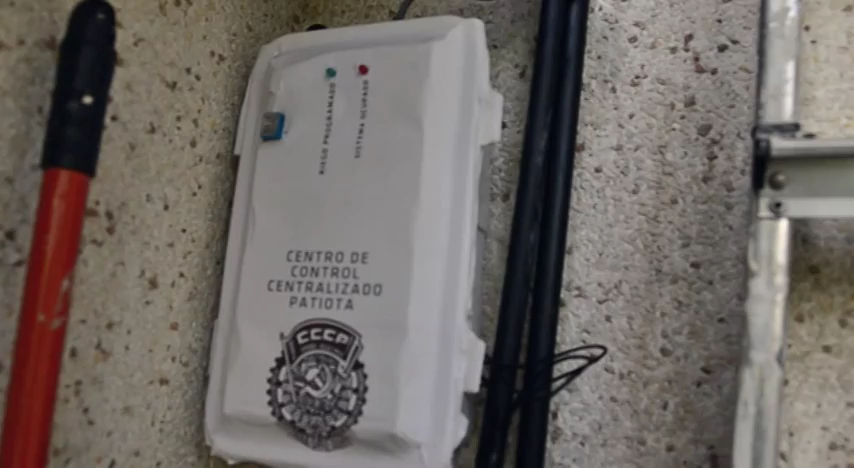 RIEGO PROGRAMADO
SISTEMA OCUPADO
CENTRO DE
CONTROL
CENTRALIZADO
PATIOTA
CCCP